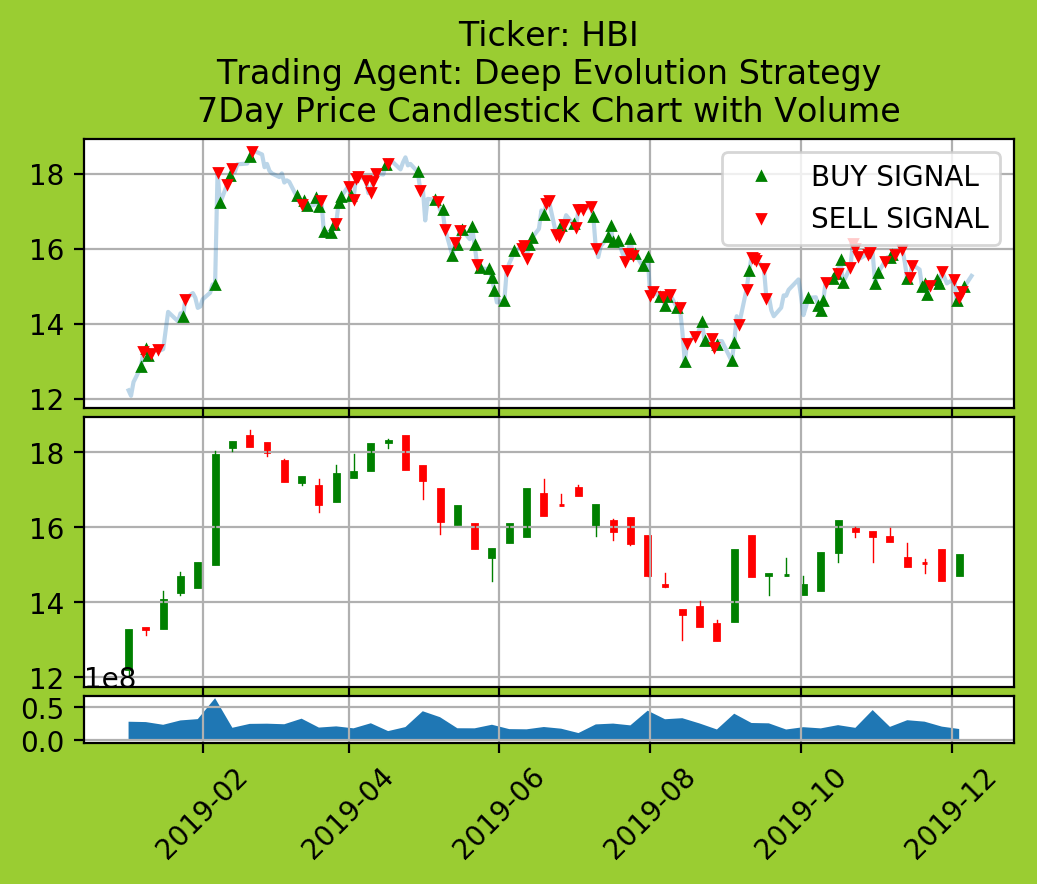 Ticker: HBI
Trading Agent: Deep Evolution Strategy
7Day Price Candlestick Chart with Volume
BUY SIGNAL
SELL SIGNAL
18
16
14
12
18
16
14
12
1e8
0.5
0.0
2019-02
2019-04
2019-06
2019-08
2019-10
2019-12